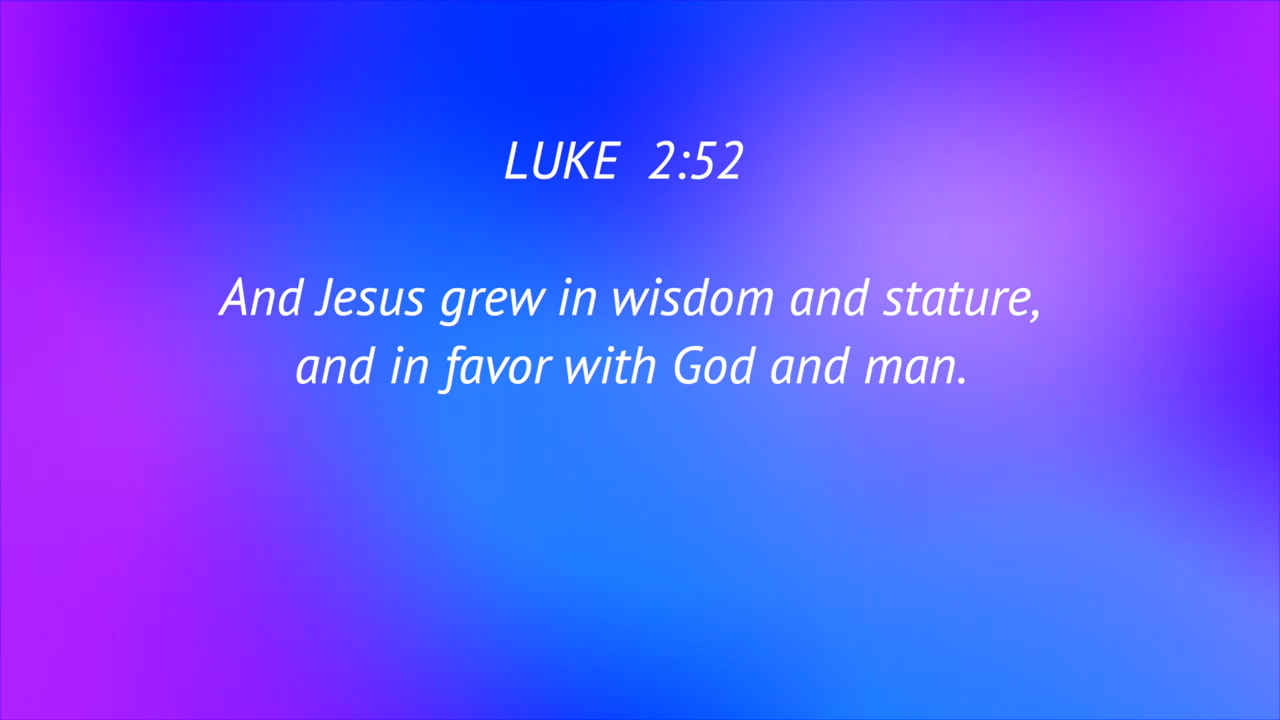 LUKE 2:52
And Jesus grew in wisdom and stature,
and in favor with God and man.